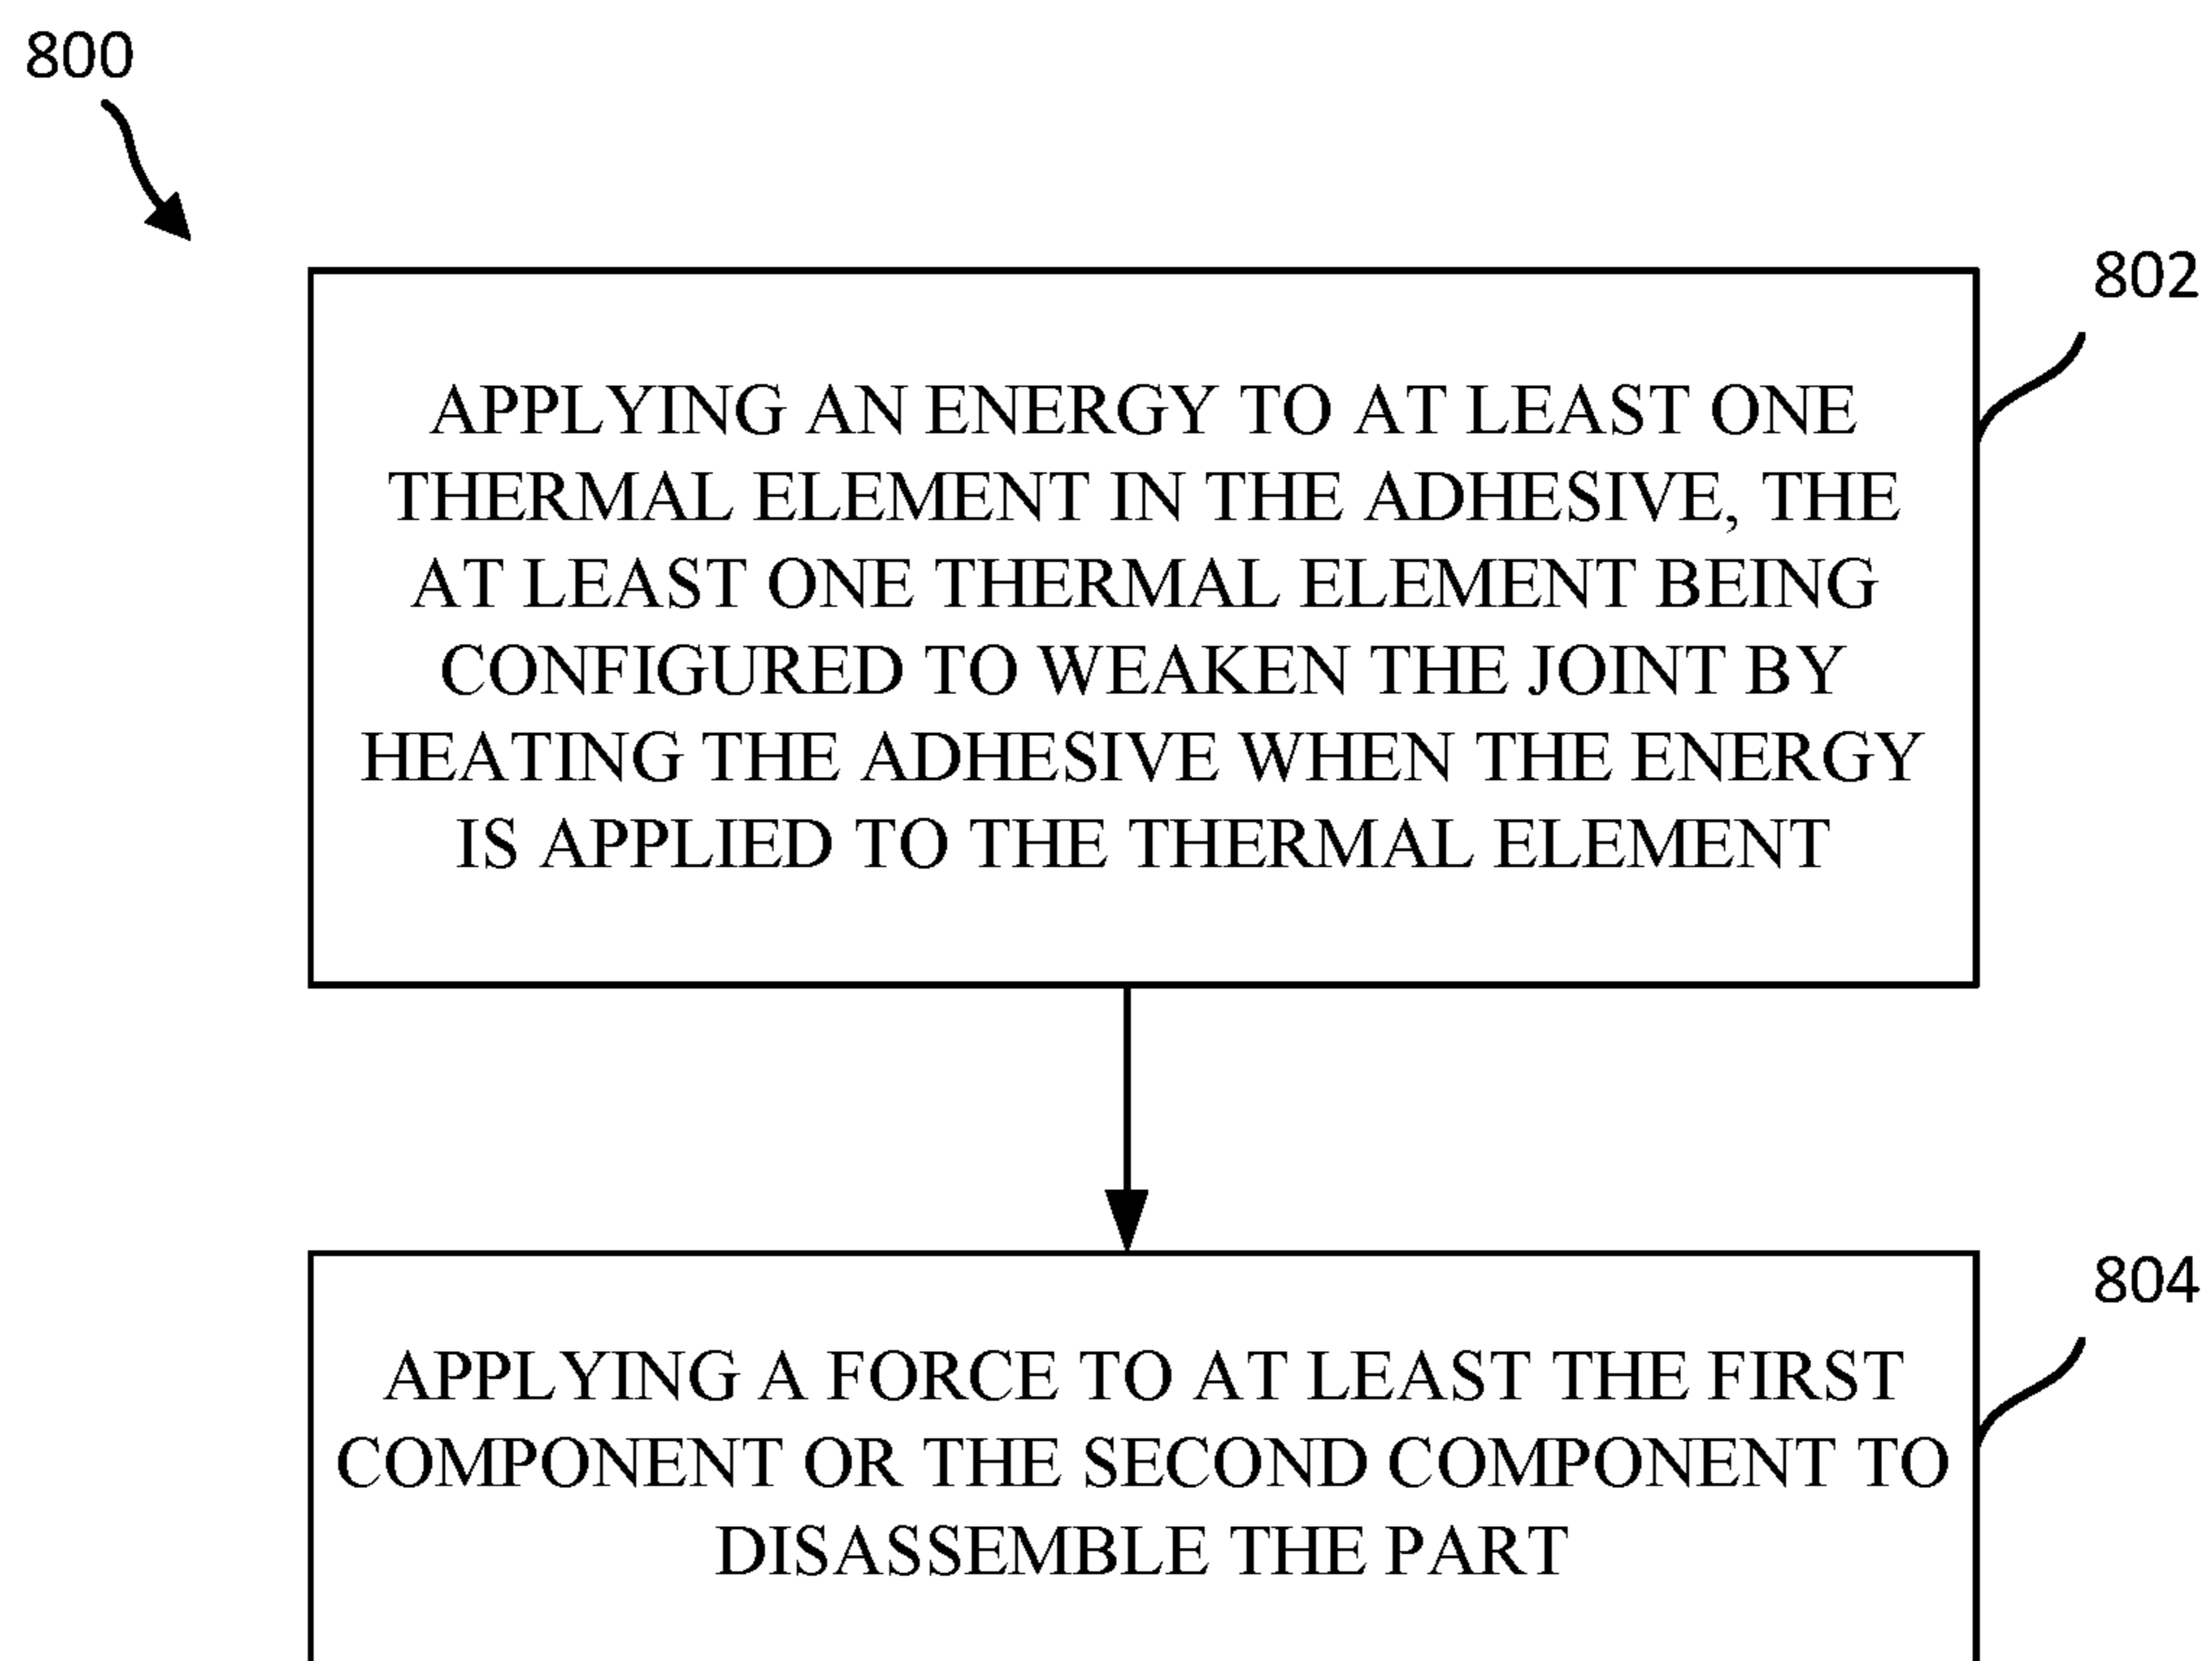 800
802
APPLYING AN ENERGY TO AT LEAST ONE
THERMAL ELEMENT IN THE ADHESIVE, THE
AT LEAST ONE THERMAL ELEMENT BEING
CONFIGURED TO WEAKEN THE JOINT BY
HEATING THE ADHESIVE WHEN THE ENERGY
IS APPLIED TO THE THERMAL ELEMENT
804
APPLYING A FORCE TO AT LEAST THE FIRST
COMPONENT OR THE SECOND COMPONENT TO
DISASSEMBLE THE PART